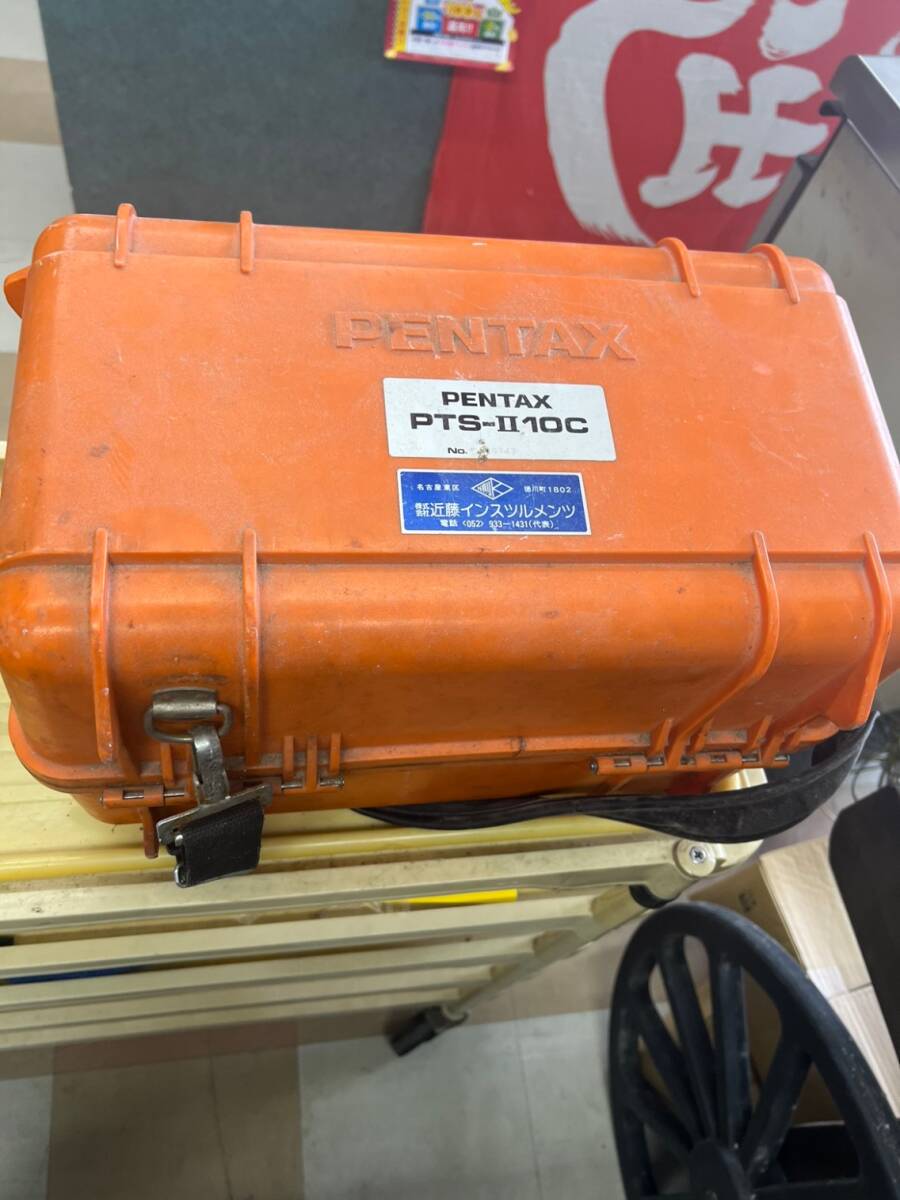 PENTAX
PENTAX
PTS-Ⅱ10C
No.
名古屋東区 徳川町1802
株式会社 近藤インスツルメンツ
電話〈052〉933-1431(代表)